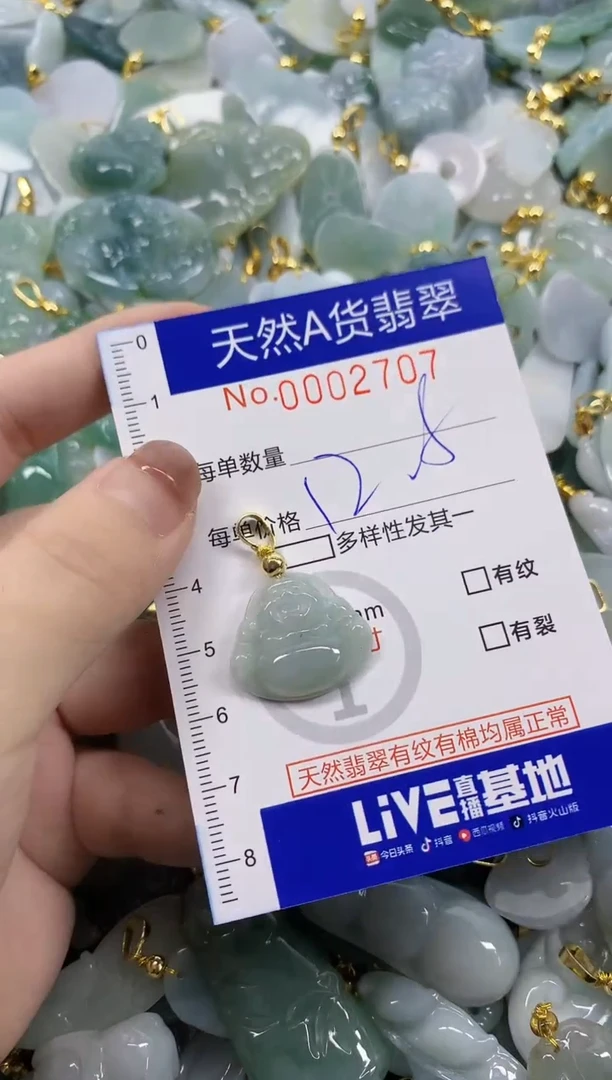 天然A货翡翠
No.0002707
0
1
每单数量
每单价格
多样性发其一
4
有纹
mm
5
有裂
寸
6
天然翡翠有纹有棉均属正常
7
LiVE直播基地
8
今日头条 抖音 西瓜视频 抖音火山版